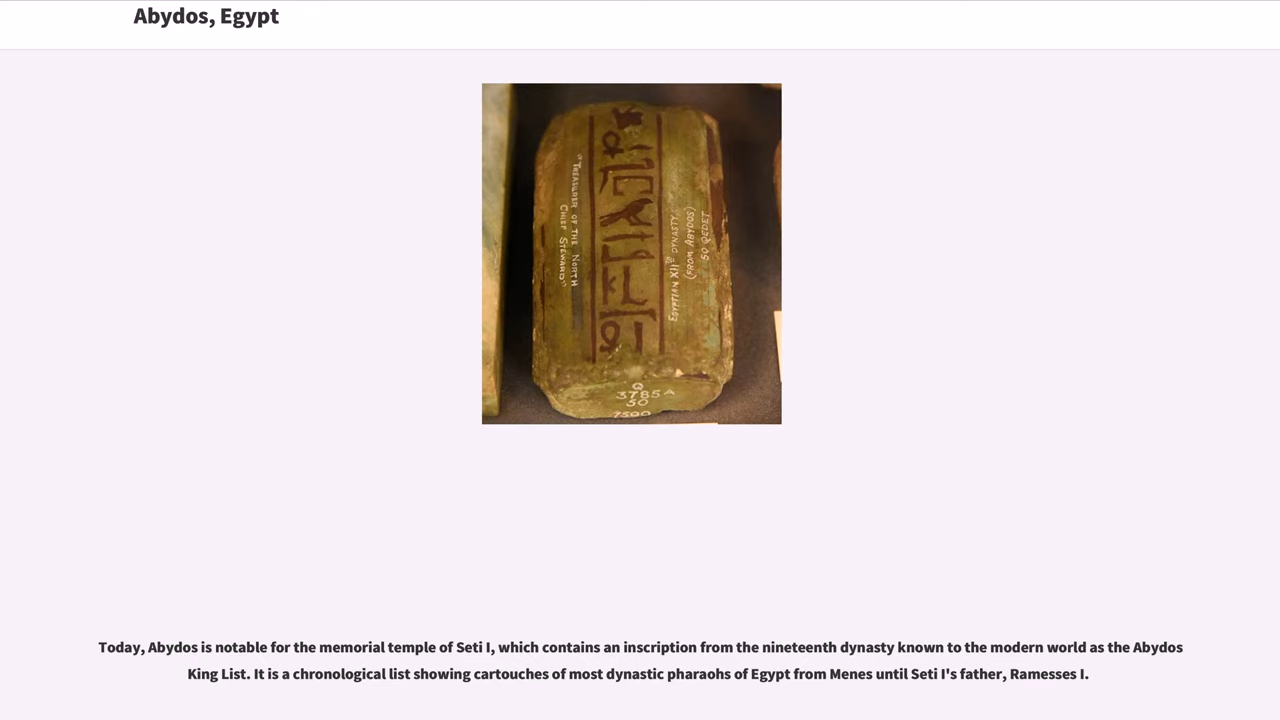 Abydos, Egypt
"TREASURER OF THE NORTH
CHIEF STEWARD"
EGYPTIAN XIITH DYNASTY.
(FROM ABYDOS)
50 QEDET
Q
3785A
50
7500
Today, Abydos is notable for the memorial temple of Seti I, which contains an inscription from the nineteenth dynasty known to the modern world as the Abydos
King List. It is a chronological list showing cartouches of most dynastic pharaohs of Egypt from Menes until Seti I's father, Ramesses I.